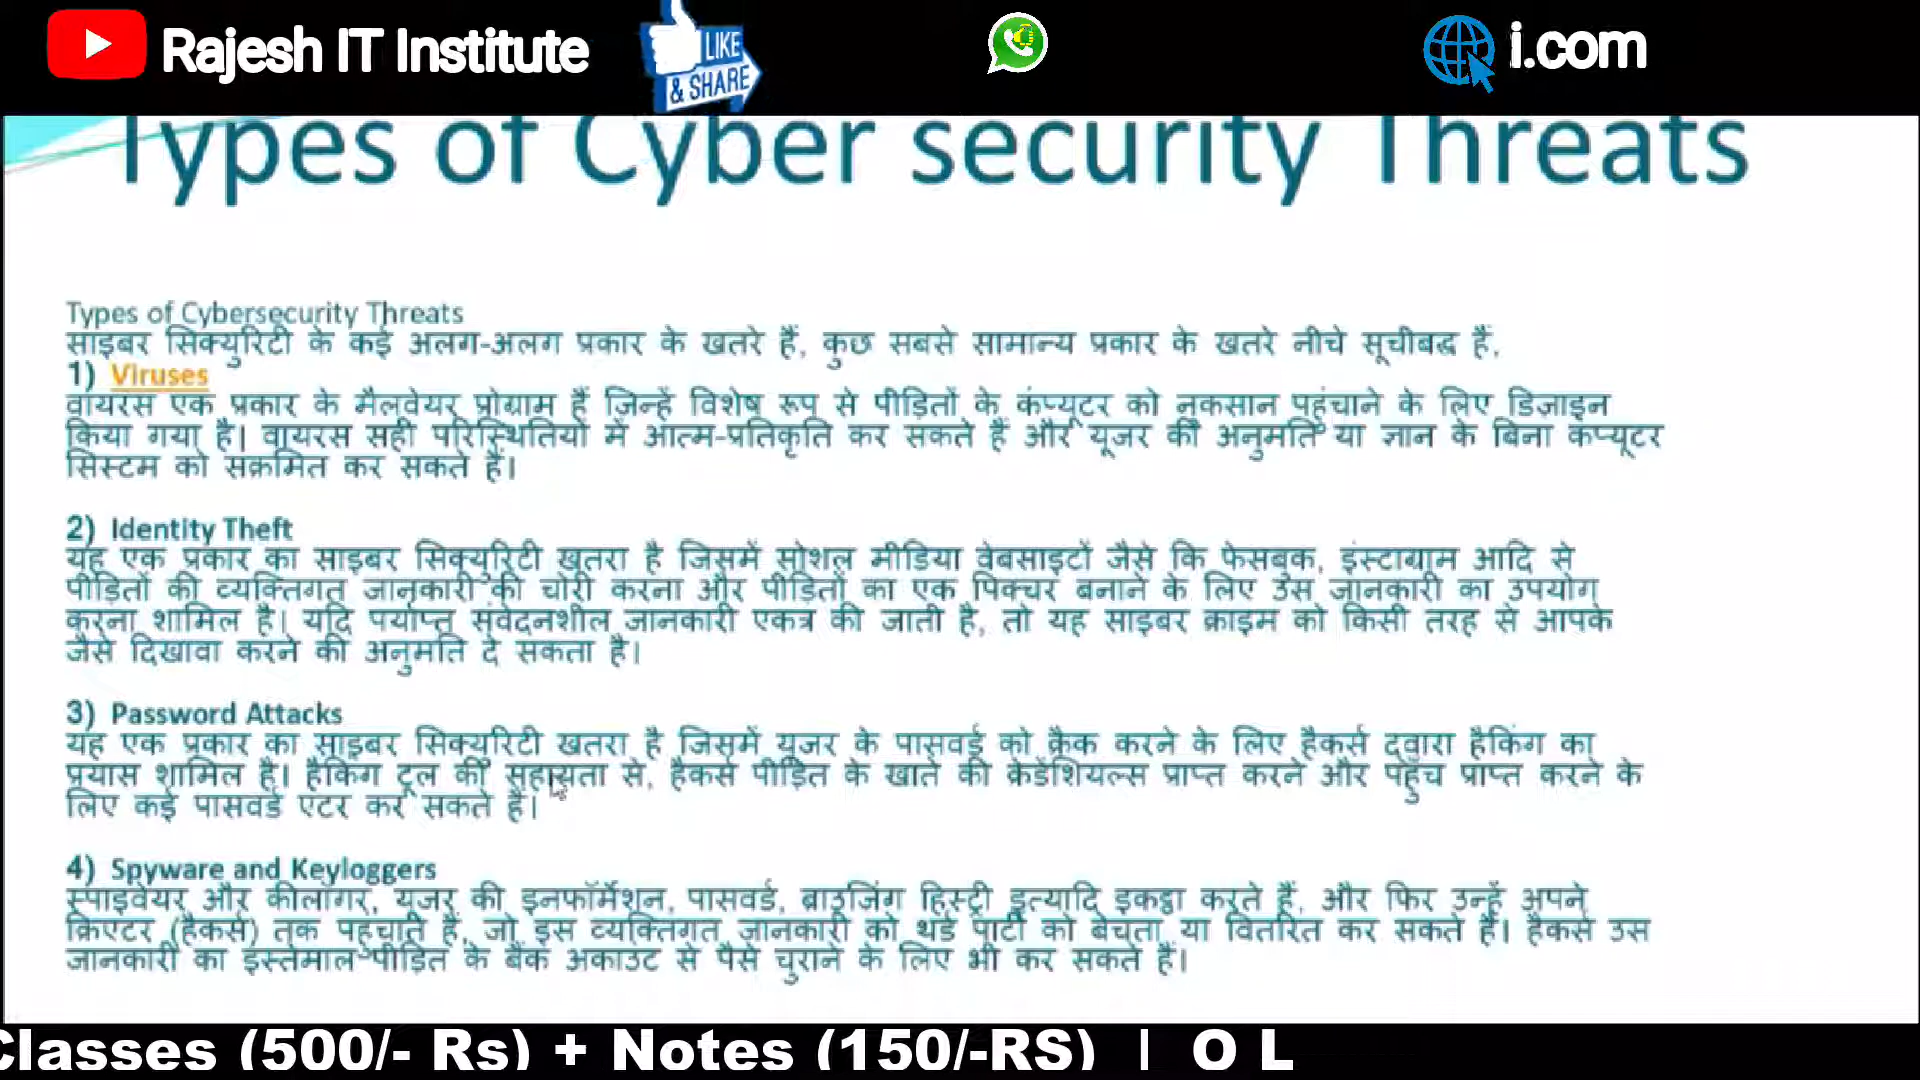 Rajesh IT Institute
LIKE
& SHARE
i.com
Types of Cyber security Threats
Types of Cybersecurity Threats
साइबर सिक्युरिटी के कई अलग-अलग प्रकार के खतरे हैं, कुछ सबसे सामान्य प्रकार के खतरे नीचे सूचीबद्ध हैं,
1) Viruses
वायरस एक प्रकार के मैलवेयर प्रोग्राम हैं जिन्हें विशेष रूप से पीड़ितों के कंप्यूटर को नुकसान पहुंचाने के लिए डिज़ाइन
किया गया है। वायरस सही परिस्थितियों में आत्म-प्रतिकृति कर सकते हैं और यूजर की अनुमति या ज्ञान के बिना कंप्यूटर
सिस्टम को संक्रमित कर सकते हैं।
2) Identity Theft
यह एक प्रकार का साइबर सिक्युरिटी खतरा है जिसमें सोशल मीडिया वेबसाइटों जैसे कि फेसबुक, इंस्टाग्राम आदि से
पीड़ितों की व्यक्तिगत जानकारी की चोरी करना और पीड़ितों का एक पिक्चर बनाने के लिए उस जानकारी का उपयोग
करना शामिल है। यदि पर्याप्त संवेदनशील जानकारी एकत्र की जाती है, तो यह साइबर क्राइम को किसी तरह से आपके
जैसे दिखावा करने की अनुमति दे सकता है।
3) Password Attacks
यह एक प्रकार का साइबर सिक्युरिटी खतरा है जिसमें यूजर के पासवर्ड को क्रैक करने के लिए हैकर्स द्वारा हैकिंग का
प्रयास शामिल है। हैकिंग टूल की सहायता से, हैकर्स पीड़ित के खाते की क्रेडेंशियल्स प्राप्त करने और पहुँच प्राप्त करने के
लिए कई पासवर्ड एंटर कर सकते हैं।
4) Spyware and Keyloggers
स्पाइवेयर और कीलॉगर, यूजर की इनफॉर्मेशन, पासवर्ड, ब्राउजिंग हिस्ट्री इत्यादि इकट्ठा करते हैं, और फिर उन्हें अपने
क्रिएटर (हैकर्स) तक पहुंचाते हैं, जो इस व्यक्तिगत जानकारी को थर्ड पार्टी को बेचता या वितरित कर सकते हैं। हैकर्स उस
जानकारी का इस्तेमाल पीड़ित के बैंक अकाउंट से पैसे चुराने के लिए भी कर सकते हैं।
Classes (500/- Rs) + Notes (150/-RS) | O L